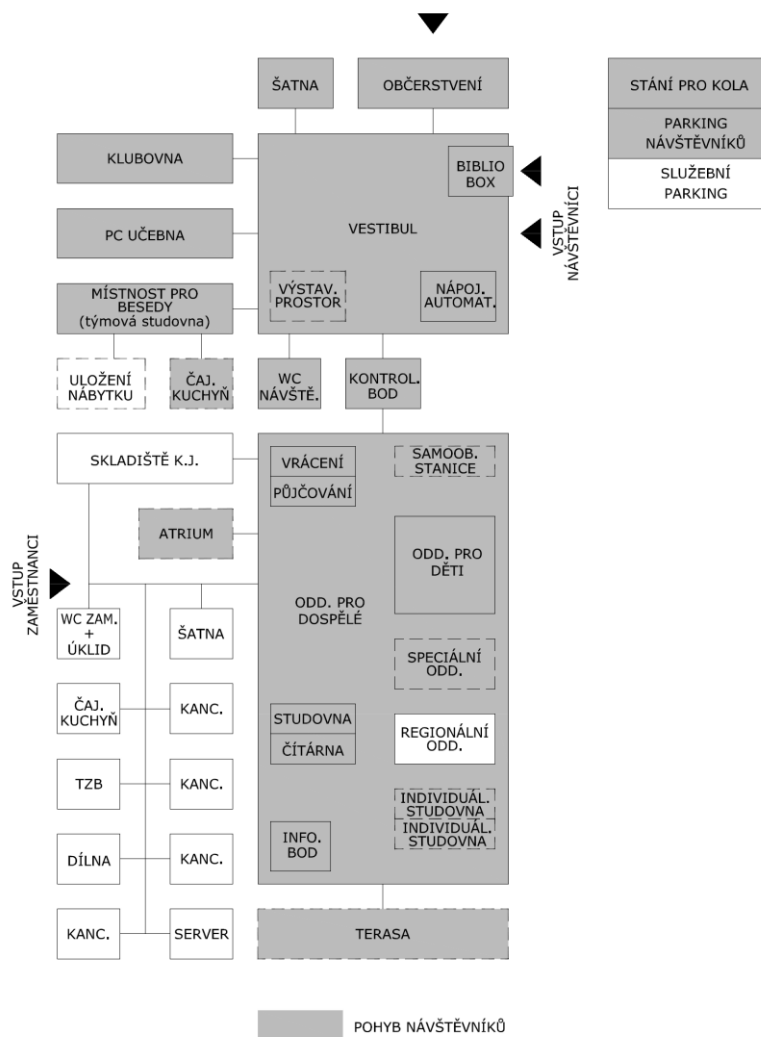 ŠATNA
OBČERSTVENÍ
STÁNÍ PRO KOLA
PARKING
NÁVŠTĚVNÍKŮ
SLUŽEBNÍ
PARKING
KLUBOVNA
BIBLIO
BOX
PC UČEBNA
VESTIBUL
VSTUP
NÁVŠTĚVNÍCI
MÍSTNOST PRO
BESEDY
(týmová studovna)
VÝSTAV.
PROSTOR
NÁPOJ.
AUTOMAT.
ULOŽENÍ
NÁBYTKU
ČAJ.
KUCHYŇ
WC
NÁVŠTĚ.
KONTROL.
BOD
SKLADIŠTĚ K.J.
VRÁCENÍ
PŮJČOVÁNÍ
SAMOOB.
STANICE
ATRIUM
ODD. PRO
DĚTI
VSTUP
ZAMĚSTNANCI
ODD. PRO
DOSPĚLÉ
WC ZAM.
+
ÚKLID
ŠATNA
SPECIÁLNÍ
ODD.
ČAJ.
KUCHYŇ
KANC.
STUDOVNA
ČÍTÁRNA
REGIONÁLNÍ
ODD.
TZB
KANC.
INDIVIDUÁL.
STUDOVNA
INDIVIDUÁL.
STUDOVNA
INFO.
BOD
DÍLNA
KANC.
KANC.
SERVER
TERASA
POHYB NÁVŠTĚVNÍKŮ